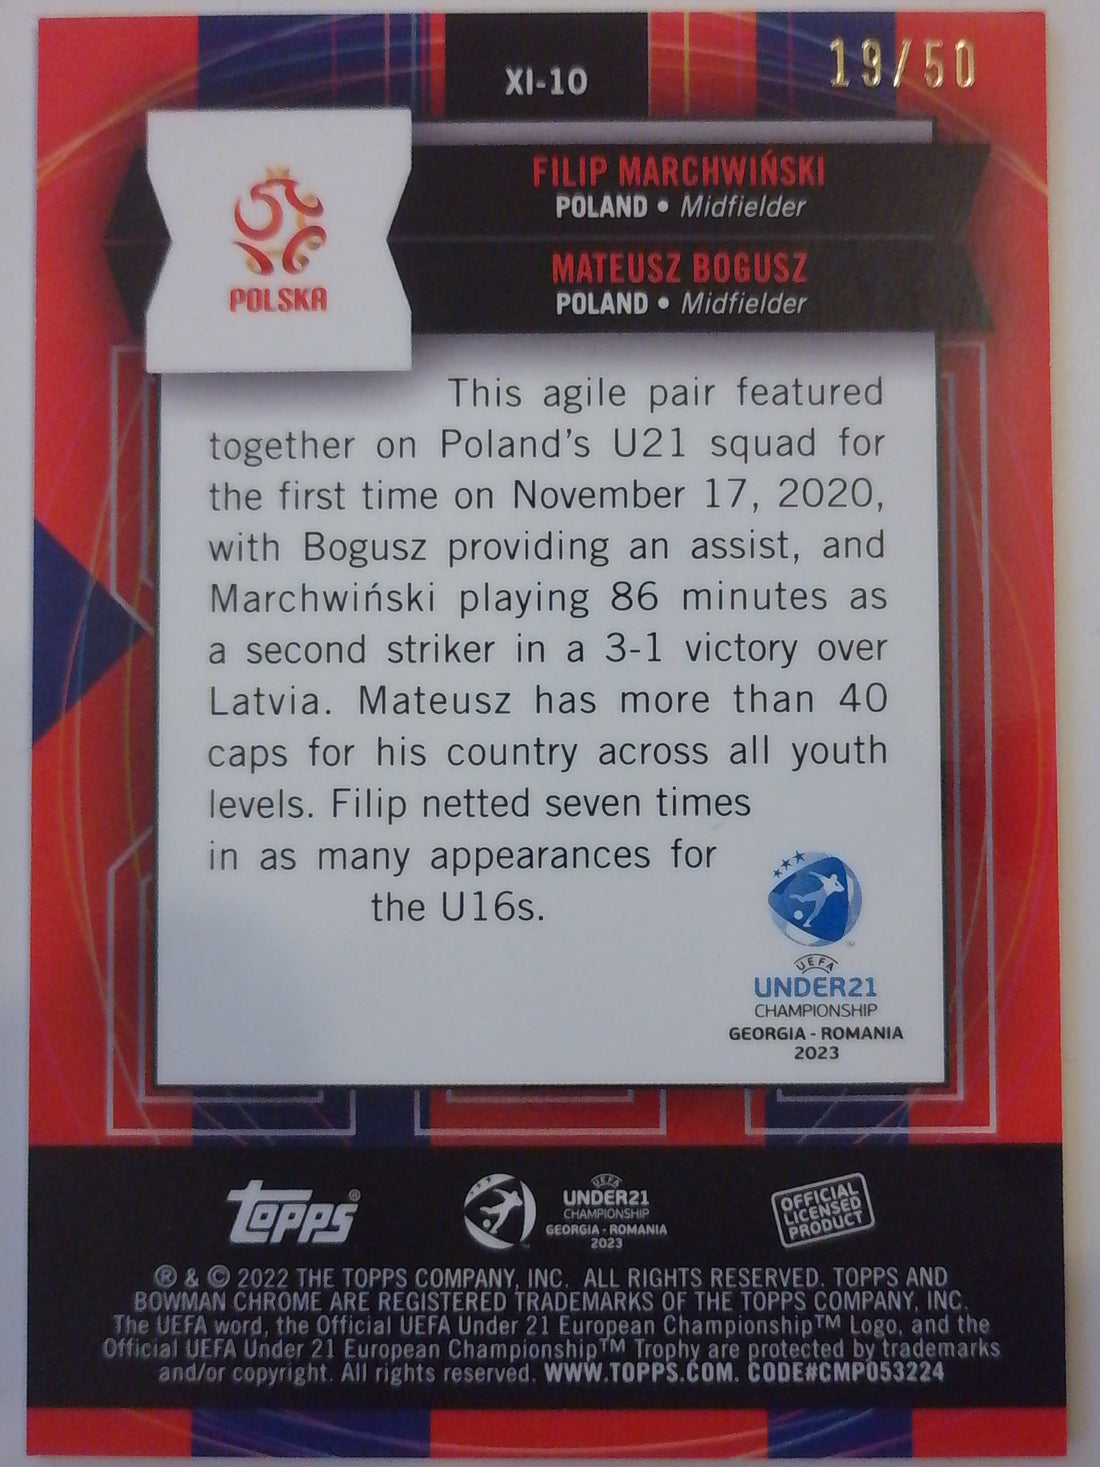 XI-10
19/50
FILIP MARCHWIŃSKI
POLAND • Midfielder
MATEUSZ BOGUSZ
POLAND • Midfielder
POLSKA
This agile pair featured
together on Poland's U21 squad for
the first time on November 17, 2020,
with Bogusz providing an assist, and
Marchwiński playing 86 minutes as
a second striker in a 3-1 victory over
Latvia. Mateusz has more than 40
caps for his country across all youth
levels. Filip netted seven times
in as many appearances for
the U16s.
UEFA
UNDER21
CHAMPIONSHIP
GEORGIA - ROMANIA
2023
Topps®
UEFA
UNDER21
CHAMPIONSHIP
GEORGIA - ROMANIA
2023
OFFICIAL
LICENSED
PRODUCT
® & © 2022 THE TOPPS COMPANY, INC. ALL RIGHTS RESERVED. TOPPS AND
BOWMAN CHROME ARE REGISTERED TRADEMARKS OF THE TOPPS COMPANY, INC.
The UEFA word, the Official UEFA Under 21 European Championship™ Logo, and the
Official UEFA Under 21 European Championship™ Trophy are protected by trademarks
and/or copyright. All rights reserved. WWW.TOPPS.COM. CODE#CMP053224